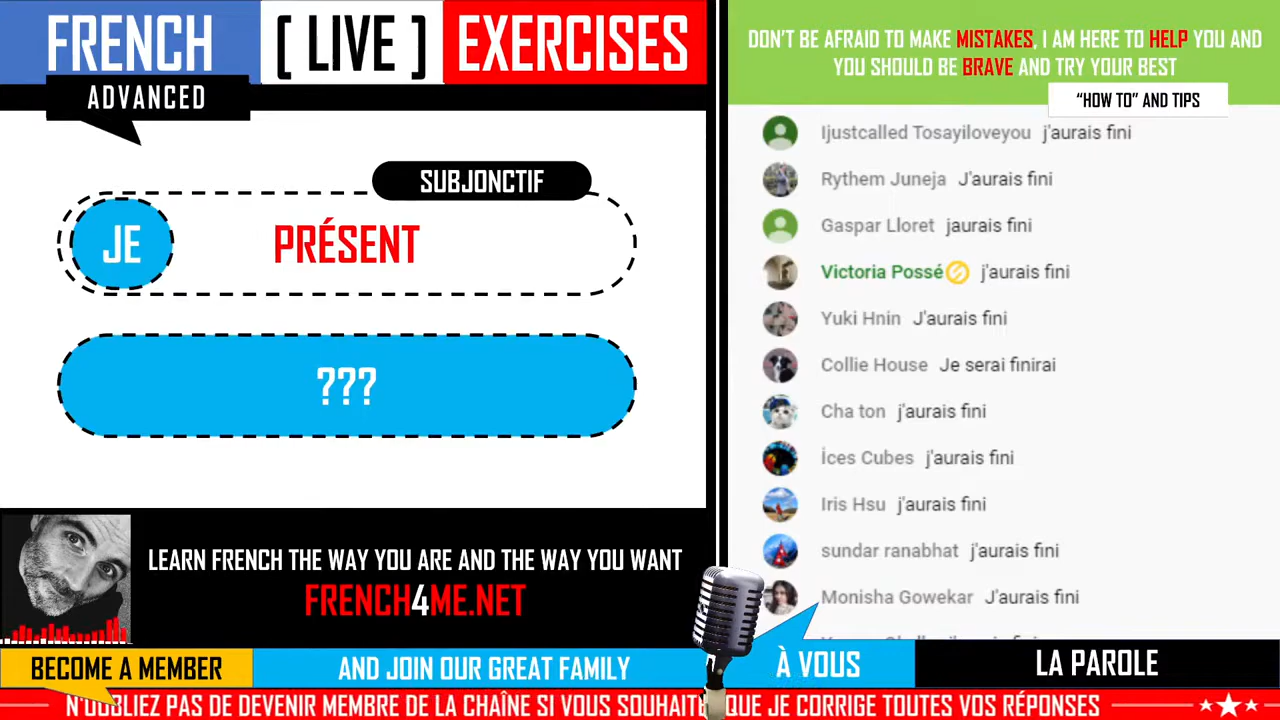 FRENCH [ LIVE ] EXERCISES
ADVANCED
SUBJONCTIF
JE PRÉSENT
???
LEARN FRENCH THE WAY YOU ARE AND THE WAY YOU WANT
FRENCH4ME.NET
DON'T BE AFRAID TO MAKE MISTAKES, I AM HERE TO HELP YOU AND
YOU SHOULD BE BRAVE AND TRY YOUR BEST
“HOW TO” AND TIPS
Ijustcalled Tosayiloveyou j'aurais fini
Rythem Juneja J'aurais fini
Gaspar Lloret jaurais fini
Victoria Possé j'aurais fini
Yuki Hnin J'aurais fini
Collie House Je serai finirai
Cha ton j'aurais fini
İces Cubes j'aurais fini
Iris Hsu j'aurais fini
sundar ranabhat j'aurais fini
Monisha Gowekar J'aurais fini
BECOME A MEMBER AND JOIN OUR GREAT FAMILY À VOUS LA PAROLE
N'OUBLIEZ PAS DE DEVENIR MEMBRE DE LA CHAÎNE SI VOUS SOUHAITE QUE JE CORRIGE TOUTES VOS RÉPONSES